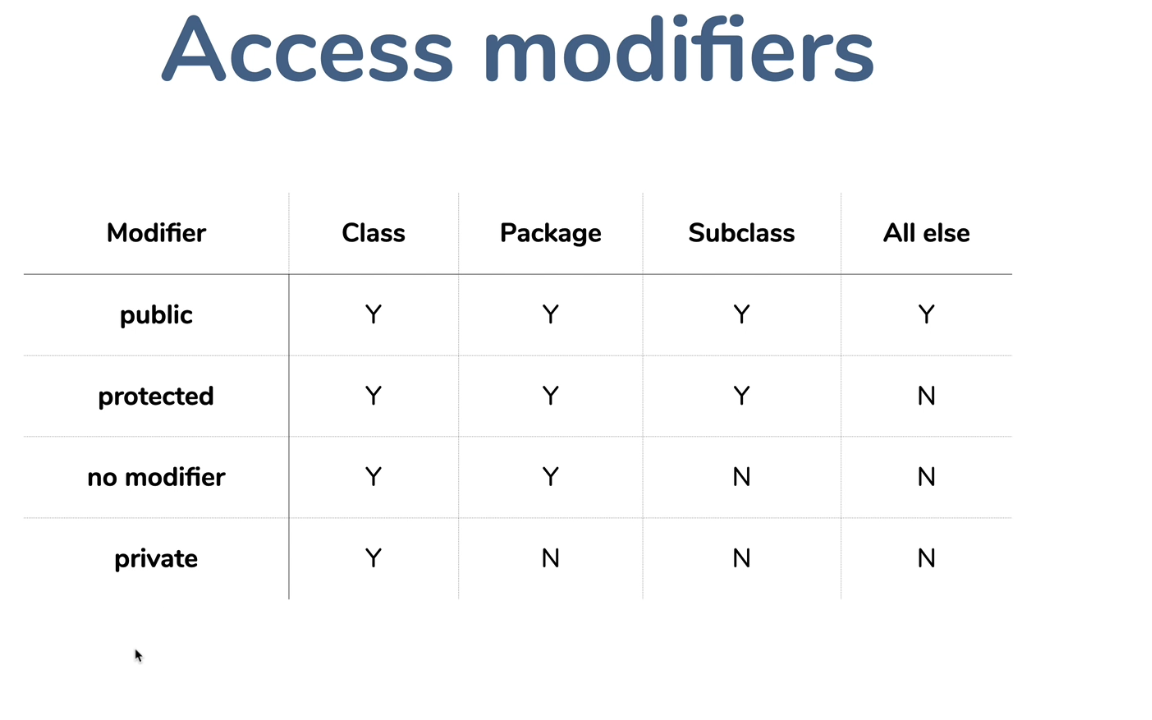 Access modifiers
Modifier Class Package Subclass All else
public Y Y Y Y
protected Y Y Y N
no modifier Y Y N N
private Y N N N